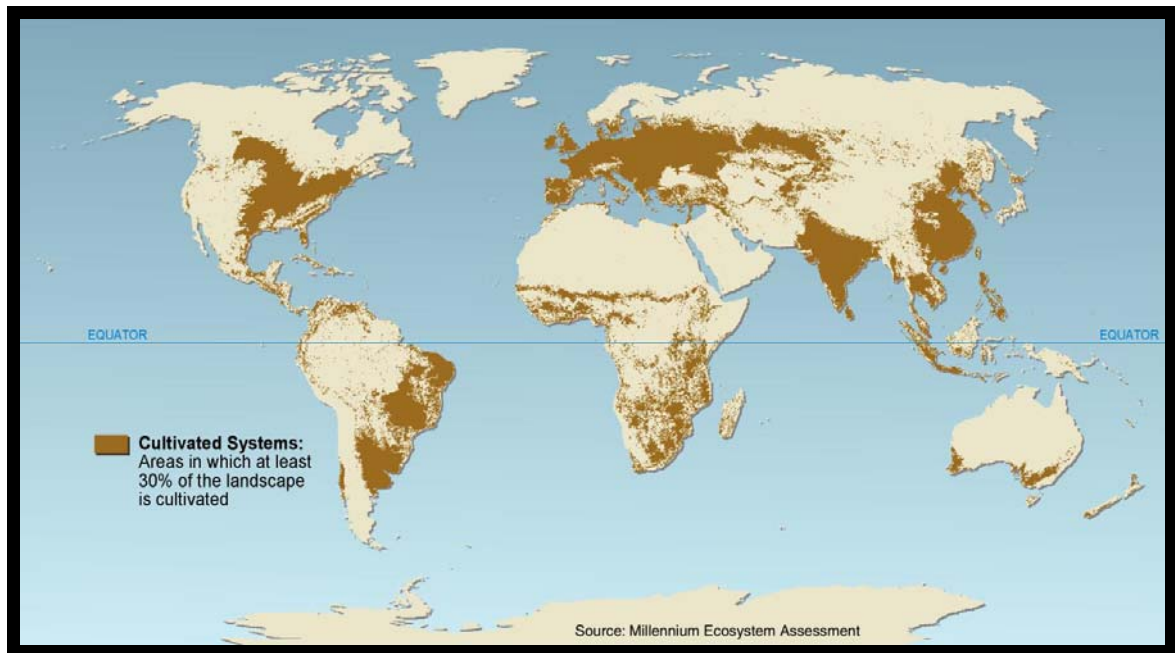 EQUATOR
EQUATOR
Cultivated Systems:
Areas in which at least
30% of the landscape
is cultivated
Source: Millennium Ecosystem Assessment